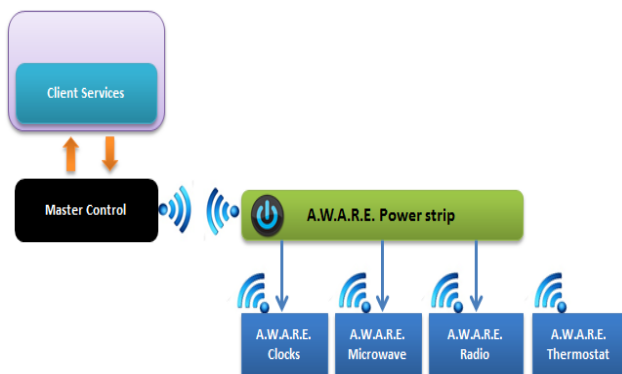 Client Services
Master Control
A.W.A.R.E. Power strip
A.W.A.R.E.
Clocks
A.W.A.R.E.
Microwave
A.W.A.R.E.
Radio
A.W.A.R.E.
Thermostat